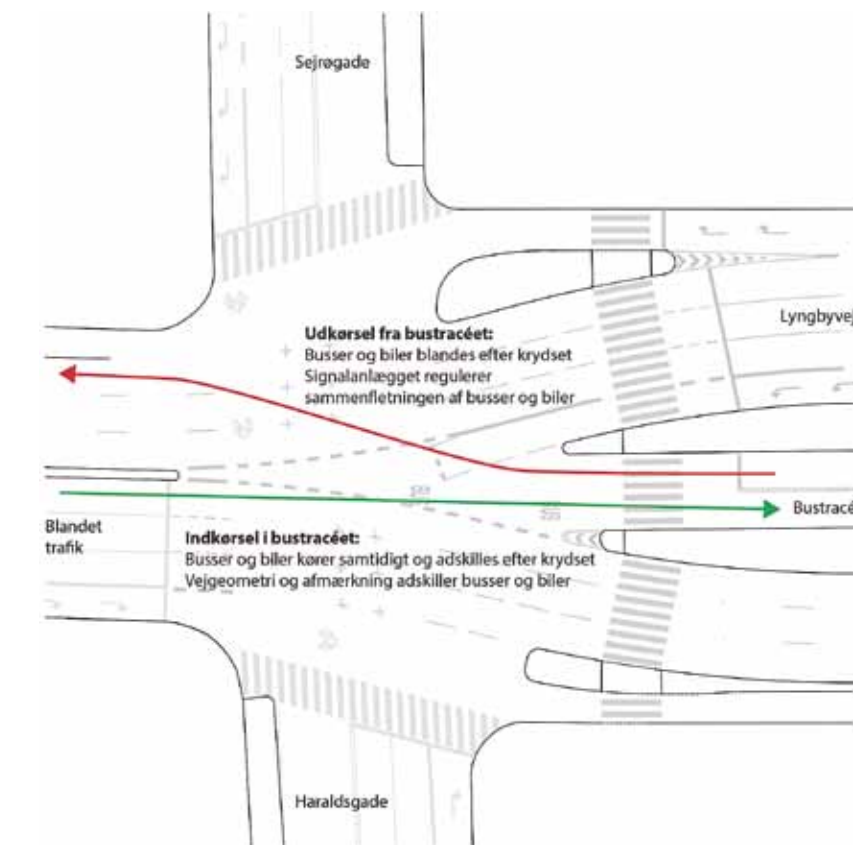 Sejrøgade
Lyngbyvej
Udkørsel fra bustracéet:
Busser og biler blandes efter krydset
Signalanlægget regulerer
sammenfletningen af busser og biler
Bustracé
Blandet
trafik
Indkørsel i bustracéet:
Busser og biler kører samtidigt og adskilles efter krydset
Vejgeometri og afmærkning adskiller busser og biler
Haraldsgade